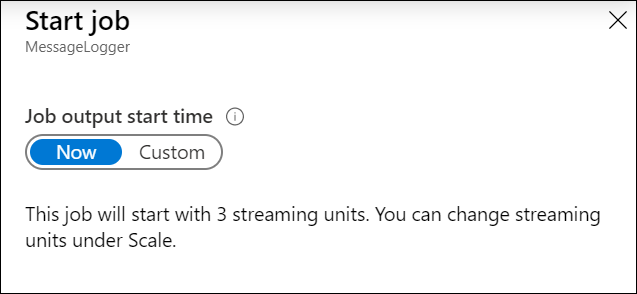 Start job
MessageLogger
Job output start time
Now Custom
This job will start with 3 streaming units. You can change streaming
units under Scale.